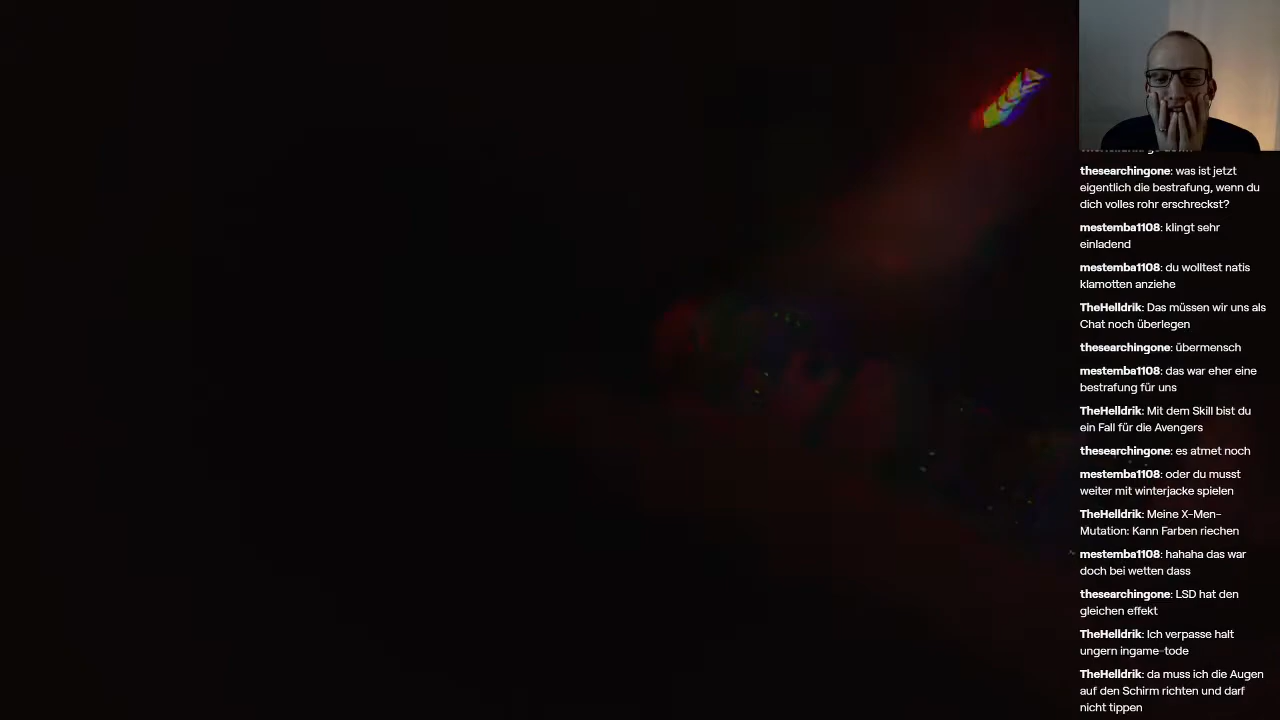 thesearchingone: was ist jetzt
eigentlich die bestrafung, wenn du
dich volles rohr erschreckst?
mestemba1108: klingt sehr
einladend
mestemba1108: du wolltest natis
klamotten anziehe
TheHelldrik: Das müssen wir uns als
Chat noch überlegen
thesearchingone: übermensch
mestemba1108: das war eher eine
bestrafung für uns
TheHelldrik: Mit dem Skill bist du
ein Fall für die Avengers
thesearchingone: es atmet noch
mestemba1108: oder du musst
weiter mit winterjacke spielen
TheHelldrik: Meine X-Men-
Mutation: Kann Farben riechen
mestemba1108: hahaha das war
doch bei wetten dass
thesearchingone: LSD hat den
gleichen effekt
TheHelldrik: Ich verpasse halt
ungern ingame-tode
TheHelldrik: da muss ich die Augen
auf den Schirm richten und darf
nicht tippen